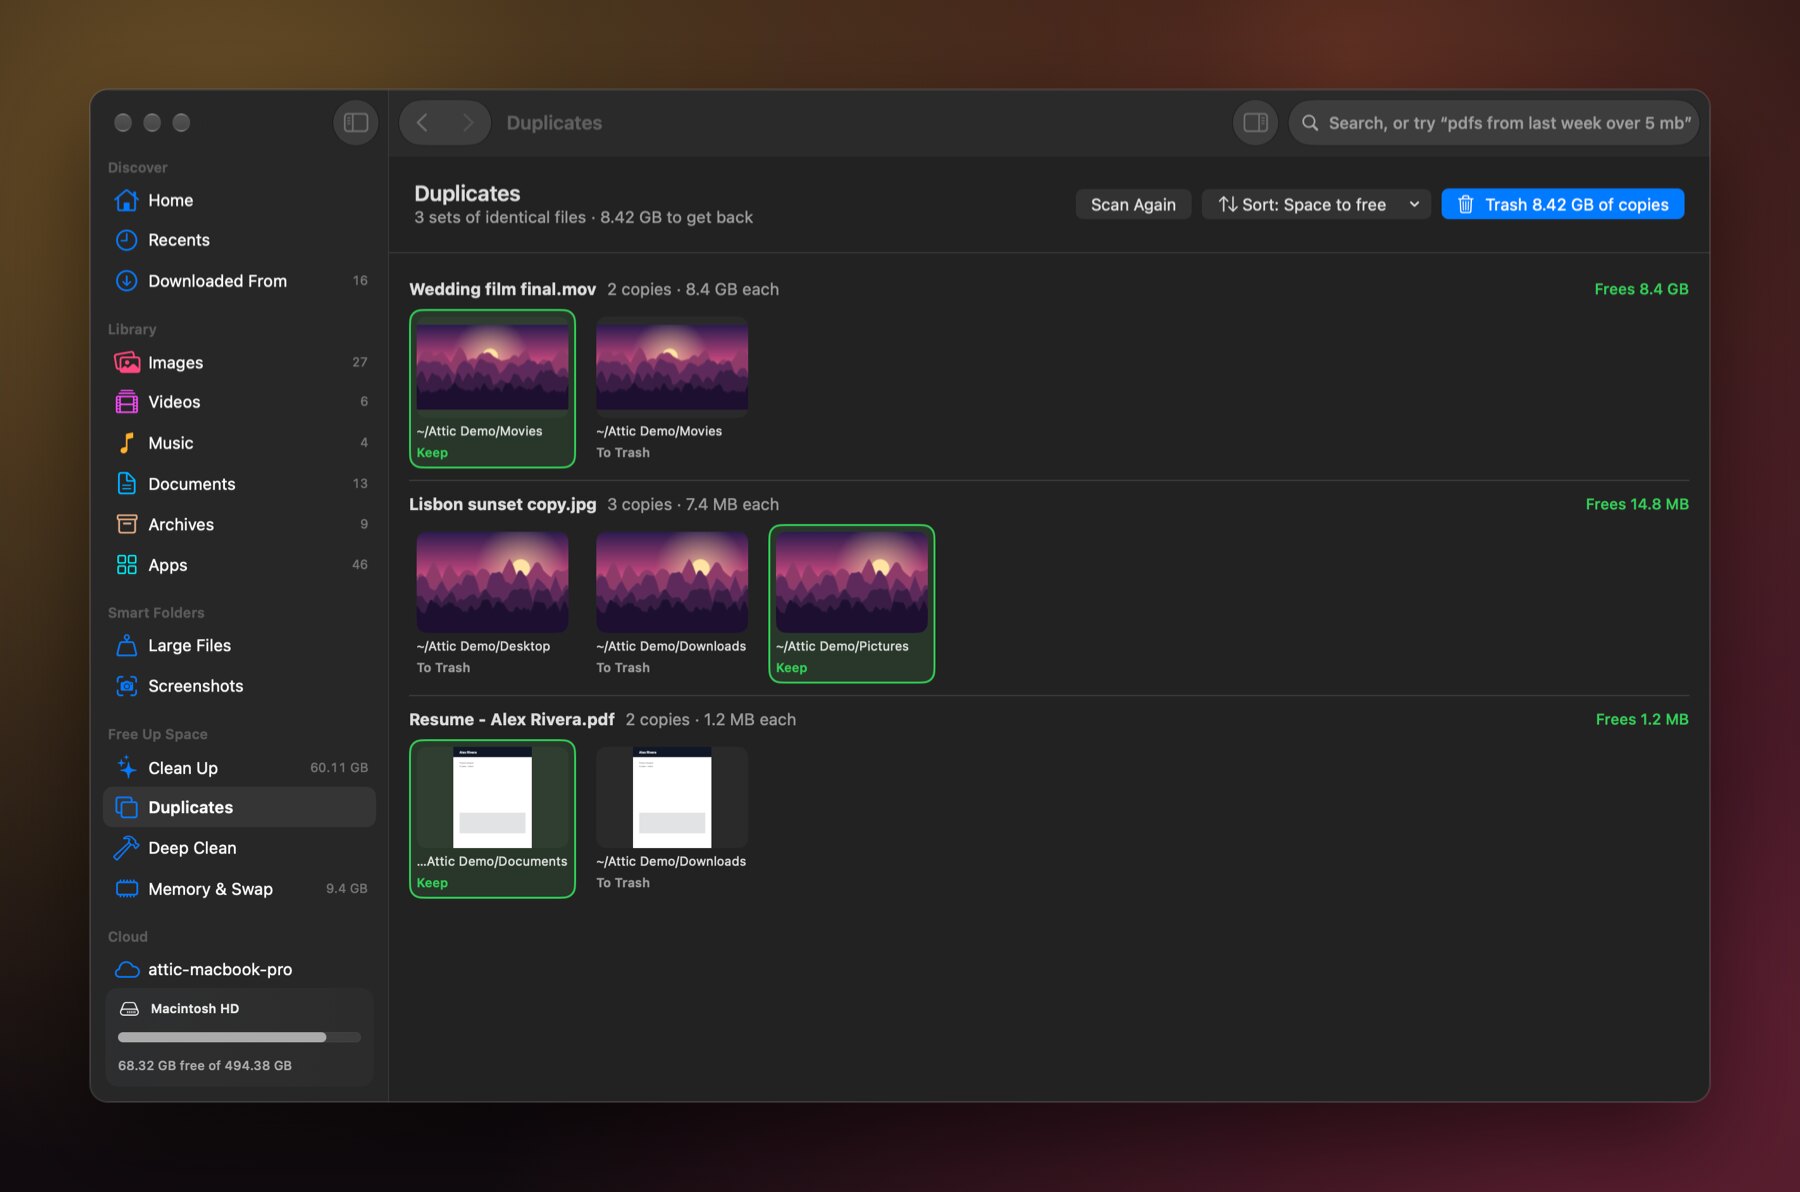 Discover
Home
Recents
Downloaded From 16
Library
Images 27
Videos 6
Music 4
Documents 13
Archives 9
Apps 46
Smart Folders
Large Files
Screenshots
Free Up Space
Clean Up 60.11 GB
Duplicates
Deep Clean
Memory & Swap 9.4 GB
Cloud
attic-macbook-pro
Macintosh HD
68.32 GB free of 494.38 GB
Duplicates
Search, or try “pdfs from last week over 5 mb”
Duplicates
3 sets of identical files · 8.42 GB to get back
Scan Again
Sort: Space to free
Trash 8.42 GB of copies
Wedding film final.mov 2 copies · 8.4 GB each Frees 8.4 GB
~/Attic Demo/Movies ~/Attic Demo/Movies
Keep To Trash
Lisbon sunset copy.jpg 3 copies · 7.4 MB each Frees 14.8 MB
~/Attic Demo/Desktop ~/Attic Demo/Downloads ~/Attic Demo/Pictures
To Trash To Trash Keep
Resume - Alex Rivera.pdf 2 copies · 1.2 MB each Frees 1.2 MB
Alex Rivera Alex Rivera
...Attic Demo/Documents ~/Attic Demo/Downloads
Keep To Trash